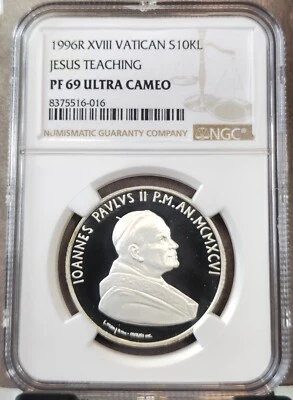 1996R XVIII VATICAN S10KL
JESUS TEACHING
PF 69 ULTRA CAMEO
8375516-016
NUMISMATIC GUARANTY COMPANY
NGC
IOANNES PAVLVS II P.M.AN.MCMXCVI